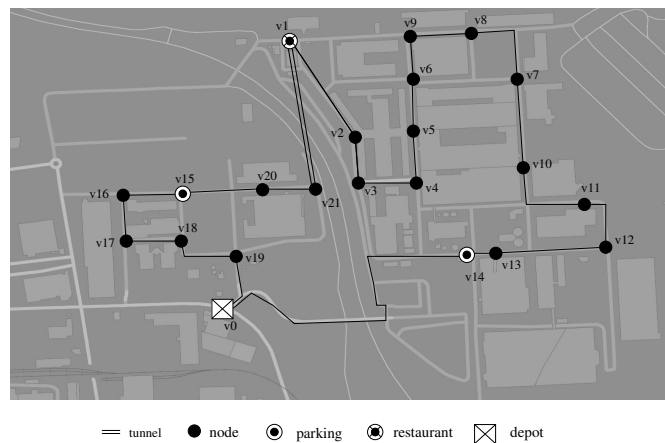 v1
v9
v8
v6
v7
v2
v5
v3
v4
v10
v15
v20
v16
v21
v11
v17
v18
v19
v12
v13
v14
v0
tunnel node parking restaurant depot